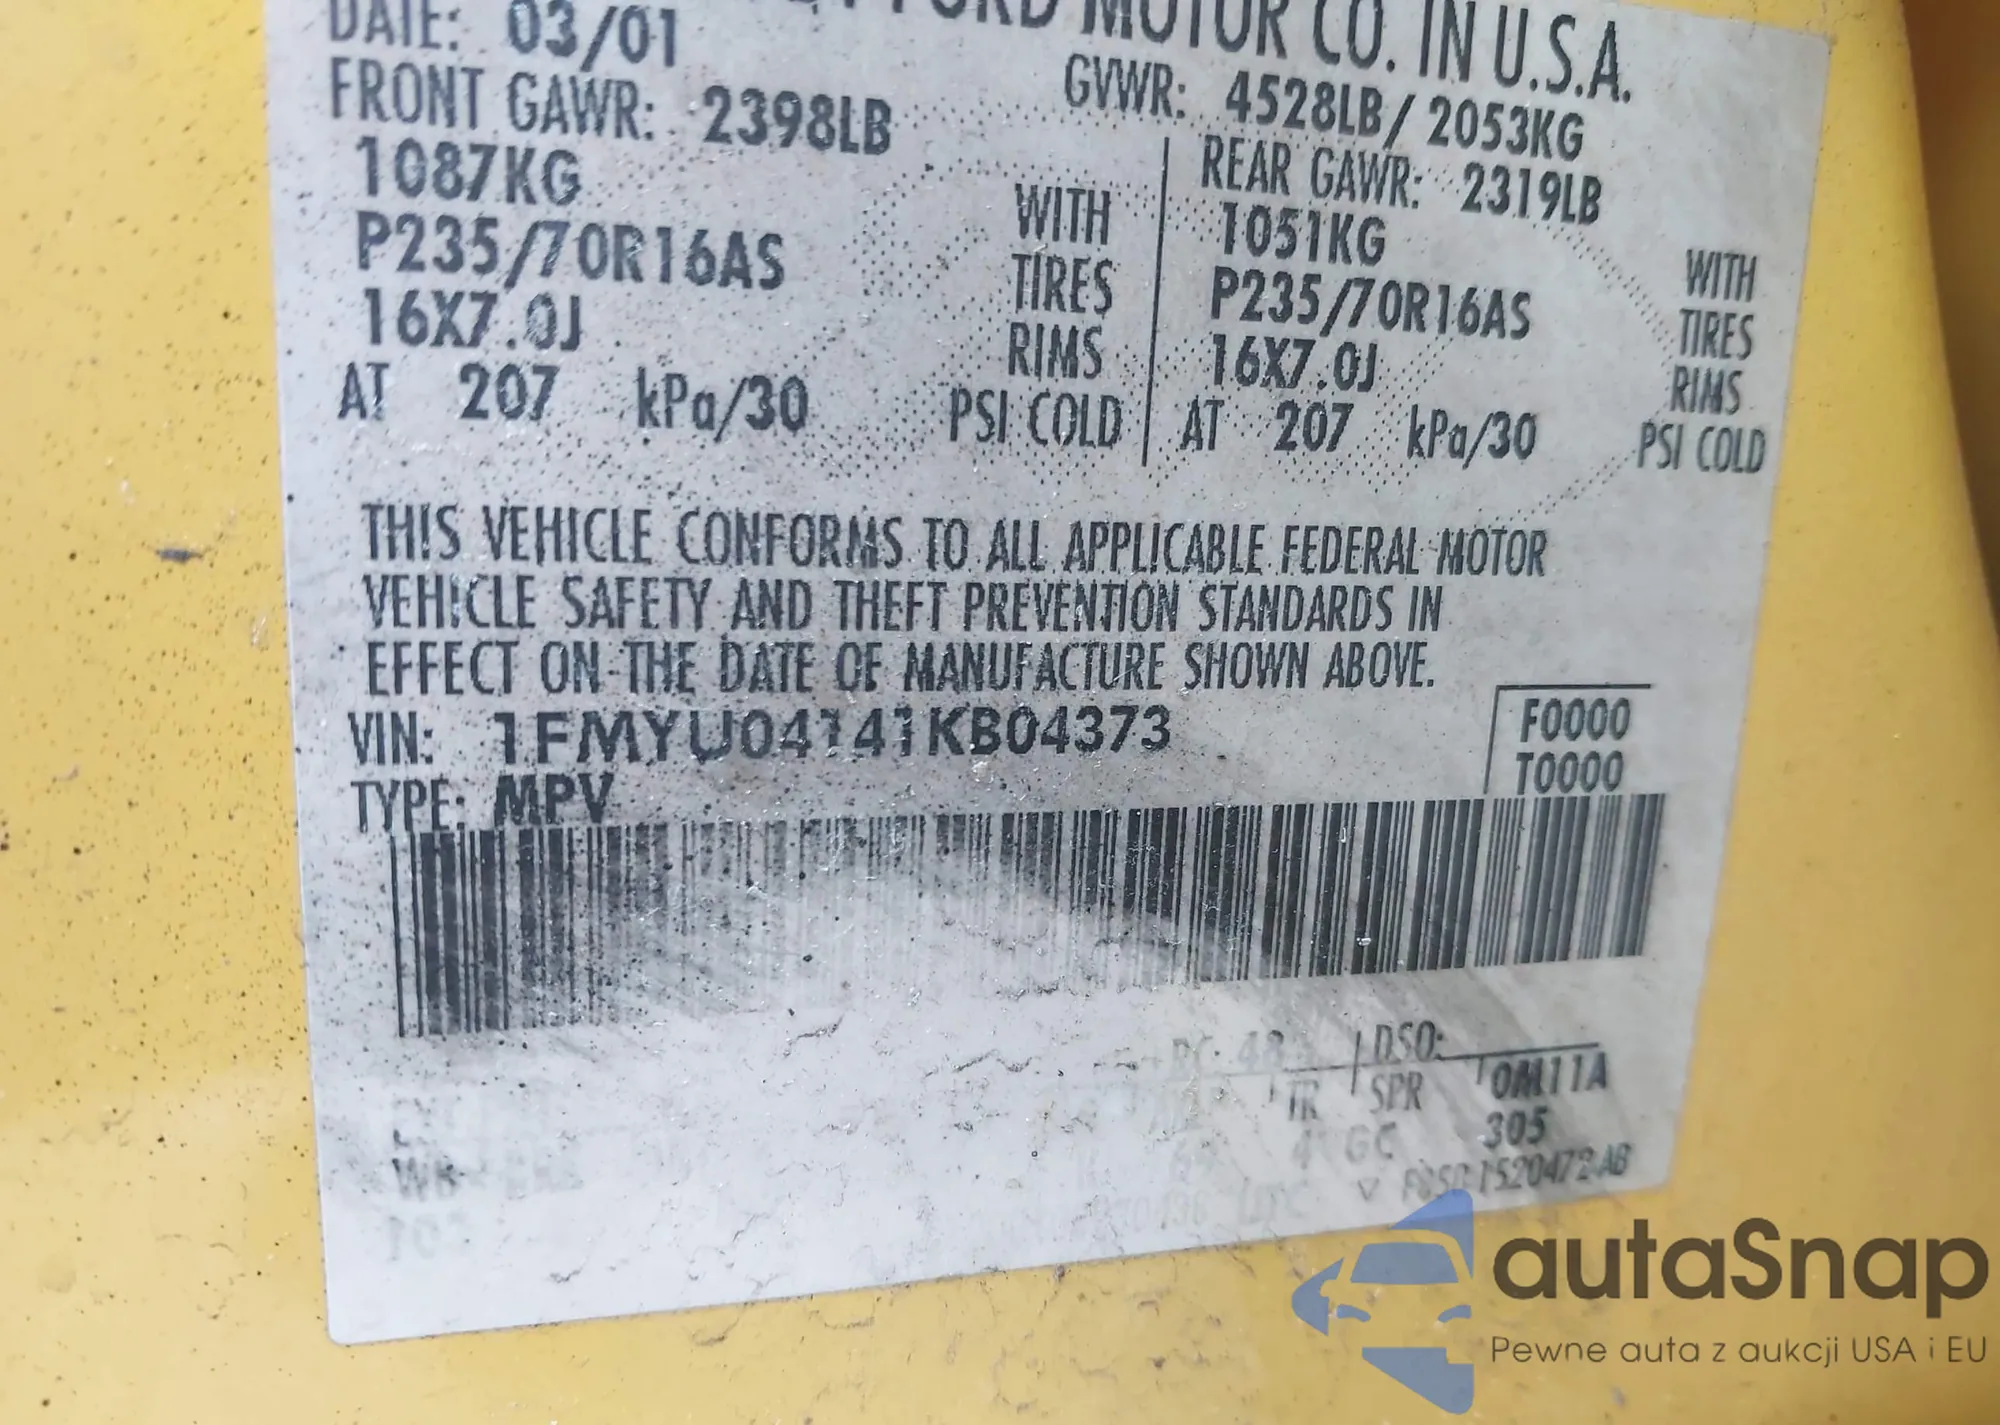 FORD MOTOR CO. IN U.S.A.
DATE: 03/01
GVWR: 4528LB/2053KG
FRONT GAWR: 2398LB
1087KG
P235/70R16AS
16X7.0J
AT 207 kPa/30
WITH
TIRES
RIMS
PSI COLD
REAR GAWR: 2319LB
1051KG
P235/70R16AS
16X7.0J
AT 207 kPa/30
WITH
TIRES
RIMS
PSI COLD
THIS VEHICLE CONFORMS TO ALL APPLICABLE FEDERAL MOTOR
VEHICLE SAFETY AND THEFT PREVENTION STANDARDS IN
EFFECT ON THE DATE OF MANUFACTURE SHOWN ABOVE.
VIN: 1FMYU04141KB04373
TYPE: MPV
F0000
T0000
DSO:
TR SPR 0M11A
4 GC 305
autaSnap
Pewne auta z aukcji USA i EU